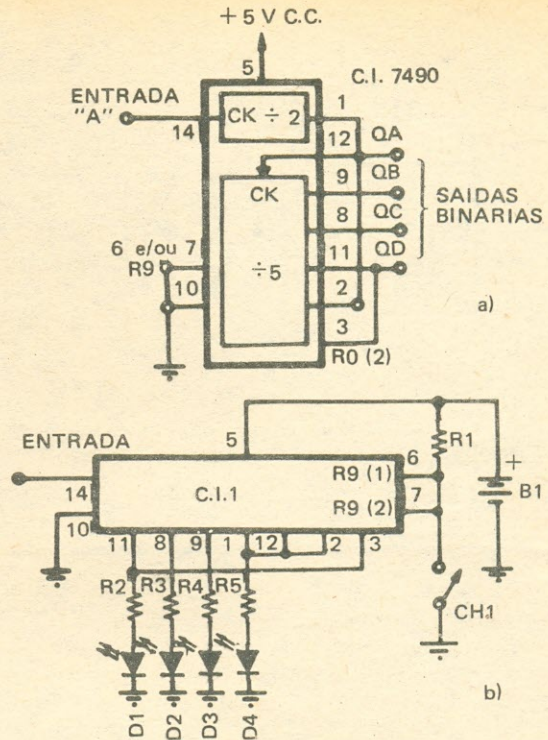 + 5 V C.C.
5
C.I. 7490
ENTRADA
"A"
14
CK ÷ 2
1
12
QA
CK
9
QB
8
QC
SAIDAS
BINARIAS
6 e/ou 7
R9
10
÷5
11
QD
2
3
R0 (2)
a)
ENTRADA
5
R1
+
B1
14
C.I.1
R9 (1)
6
R9 (2)
7
10
11
8
9
1
12
2
3
R2
R3
R4
R5
CH1
D1
D2
D3
D4
b)